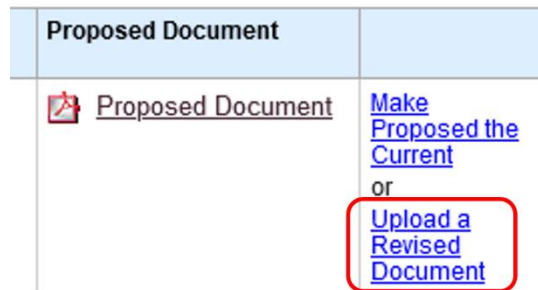 Proposed Document
Proposed Document
Make
Proposed the
Current
or
Upload a
Revised
Document